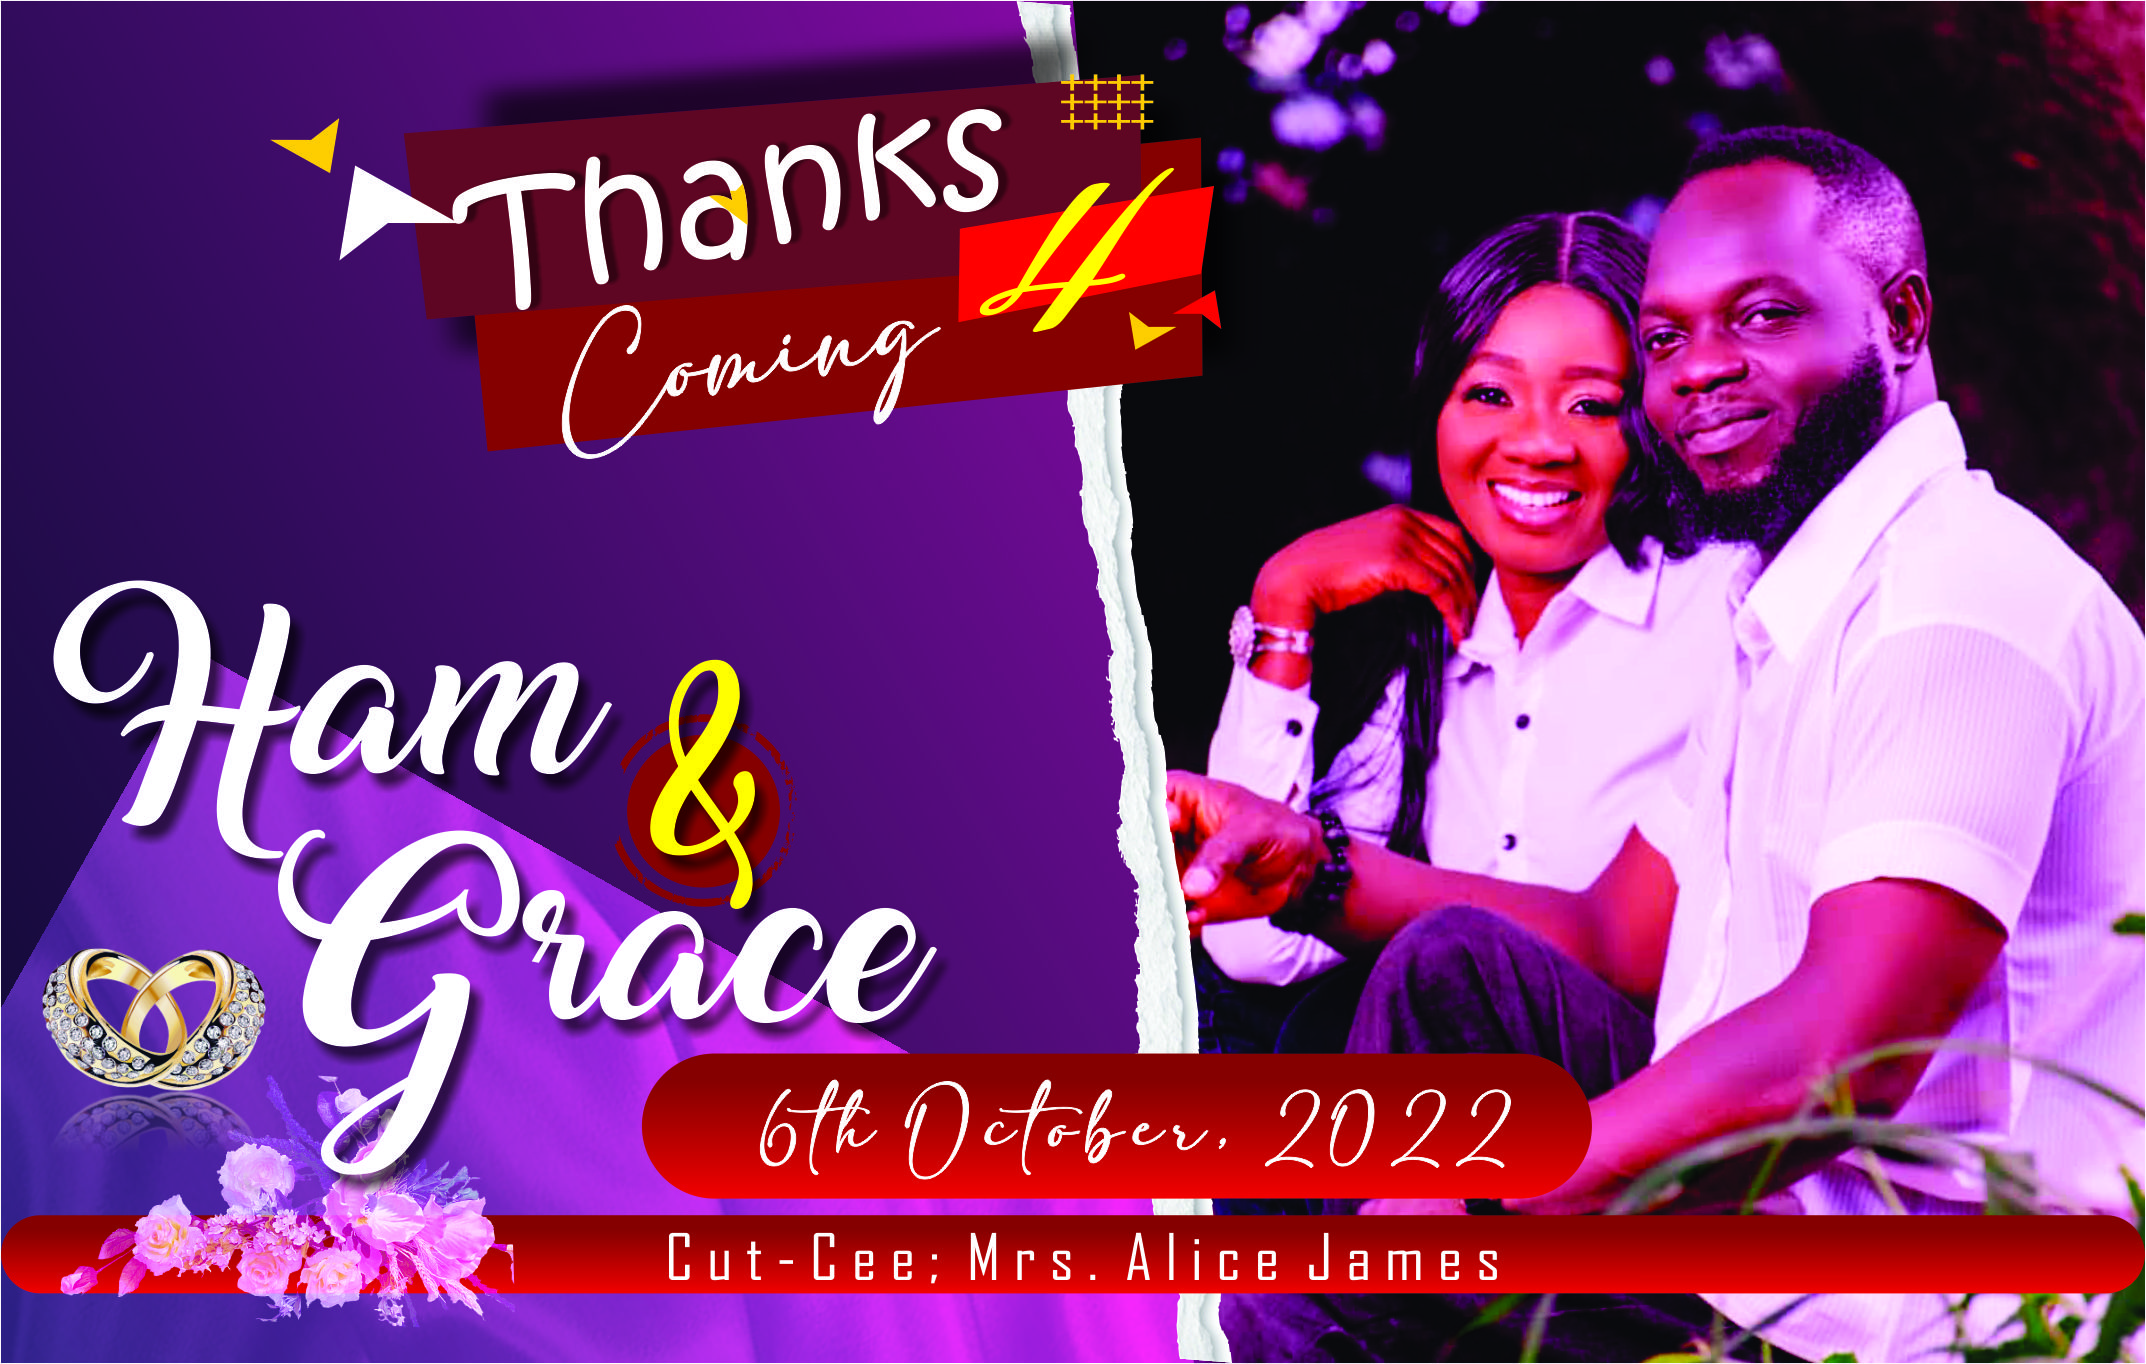 Thanks
4
Coming
Ham
&
Grace
6th October, 2022
Cut-Cee; Mrs. Alice James